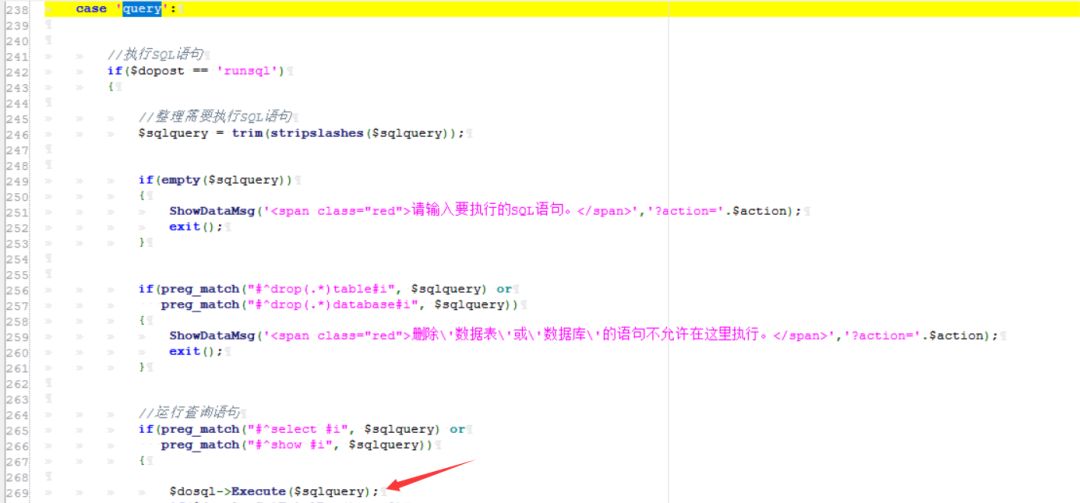 238 case 'query':
239
240
241 //执行SQL语句
242 if($dopost == 'runsql')
243 {
244
245 //整理需要执行SQL语句
246 $sqlquery = trim(stripslashes($sqlquery));
247
248
249 if(empty($sqlquery))
250 {
251 ShowDataMsg('<span class="red">请输入要执行的SQL语句。</span>','?action='.$action);
252 exit();
253 }
254
255
256 if(preg_match("#^drop(.*)table#i", $sqlquery) or
257 preg_match("#^drop(.*)database#i", $sqlquery))
258 {
259 ShowDataMsg('<span class="red">删除\'数据表\'或\'数据库\'的语句不允许在这里执行。</span>','?action='.$action);
260 exit();
261 }
262
263
264 //运行查询语句
265 if(preg_match("#^select #i", $sqlquery) or
266 preg_match("#^show #i", $sqlquery))
267 {
268
269 $dosql->Execute($sqlquery);